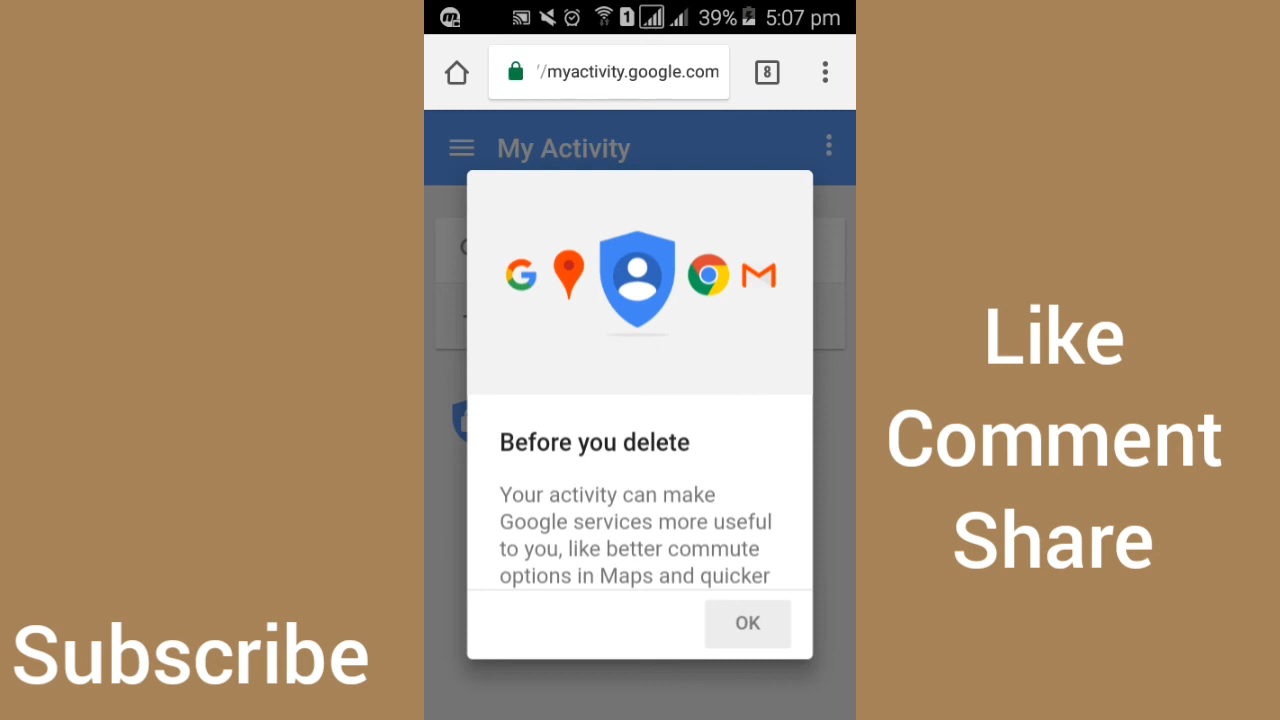 1 39% 5:07 pm
//myactivity.google.com 8
My Activity
Before you delete
Your activity can make
Google services more useful
to you, like better commute
options in Maps and quicker
OK
Like
Comment
Share
Subscribe